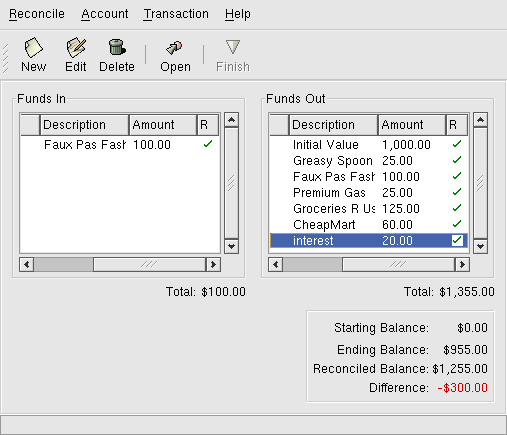 Reconcile Account Transaction Help
New Edit Delete Open Finish
Funds In
Description Amount R
Faux Pas Fash 100.00
Total: $100.00
Funds Out
Description Amount R
Initial Value 1,000.00
Greasy Spoon 25.00
Faux Pas Fash 100.00
Premium Gas 25.00
Groceries R Us 125.00
CheapMart 60.00
interest 20.00
Total: $1,355.00
Starting Balance: $0.00
Ending Balance: $955.00
Reconciled Balance: $1,255.00
Difference: -$300.00